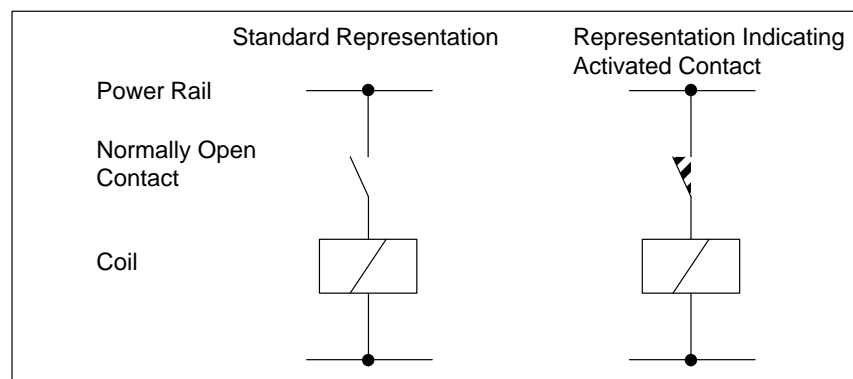 Standard Representation
Representation Indicating
Activated Contact
Power Rail
Normally Open
Contact
Coil